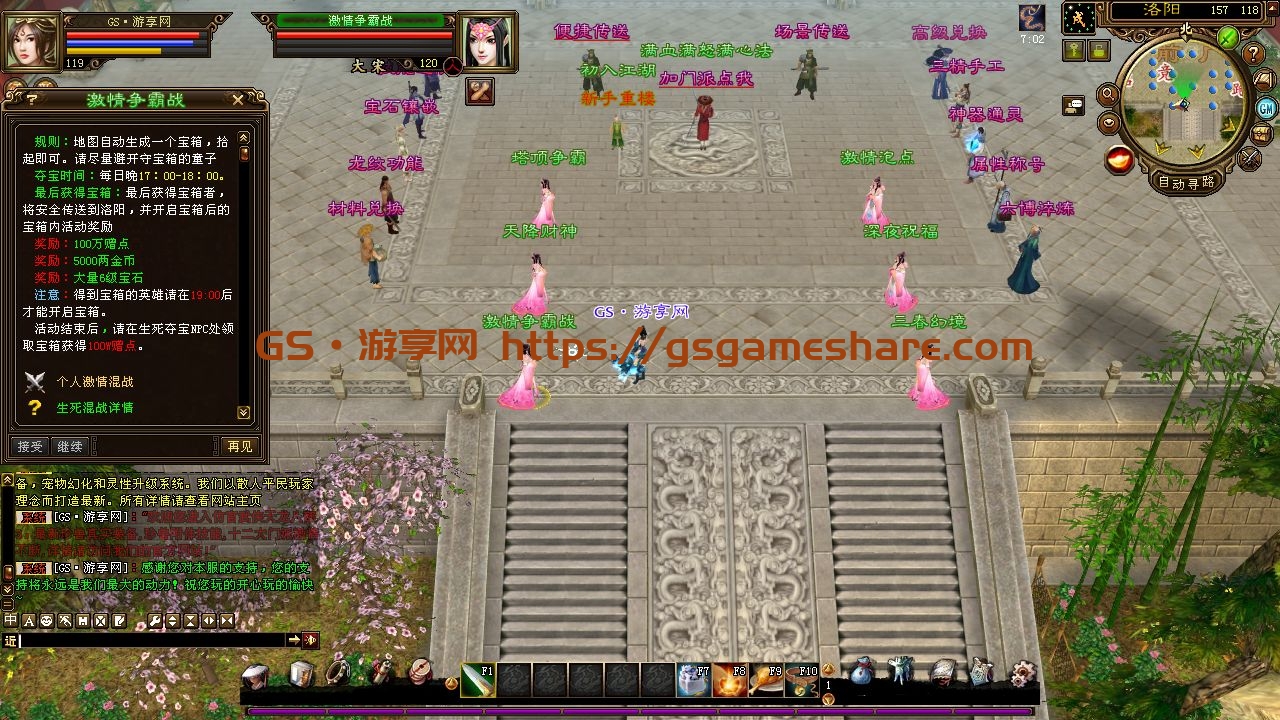 GS·游享网
119
激情争霸战
大宋
120
7:02
洛阳
157 118
北
GM
自动寻路
便捷传送
场景传送
高级兑换
满血满怒满心法
初入江湖
加门派点我
新手重楼
三精手工
宝石镶嵌
神器通灵
龙纹功能
塔顶争霸
激情泡点
属性称号
材料兑换
六博淬炼
天降财神
深夜祝福
GS·游享网
激情争霸战
三春幻境
GS·游享网 https://gsgameshare.com
激情争霸战
规则：地图自动生成一个宝箱，拾
起即可。请尽量避开夺宝箱的童子
夺宝时间：每日晚17：00-18：00。
最后获得宝箱：最后获得宝箱者，
将安全传送到洛阳，并开启宝箱后的
宝箱内活动奖励
奖励：100万赠点
奖励：5000两金币
奖励：大量6级宝石
注意：得到宝箱的英雄请在19:00后
才能开启宝箱。
活动结束后，请在生死夺宝NPC处领
取宝箱获得100W赠点。
个人激情混战
生死混战详情
接受
继续
再见
备，宠物幻化和灵性升级系统。我们以散人平民玩家
理念而打造最新。所有详情请查看网站主页
系统 [GS·游享网]：
系统 [GS·游享网]：感谢您对本服的支持，您的支
持将永远是我们最大的动力！祝您玩的开心玩的愉快
近
F1
F7
F8
F9
F10
1